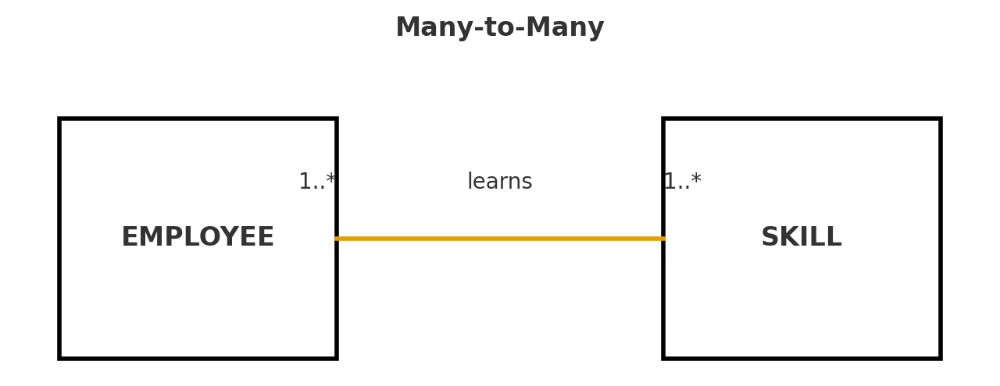 Many-to-Many
1..* learns 1..*
EMPLOYEE SKILL